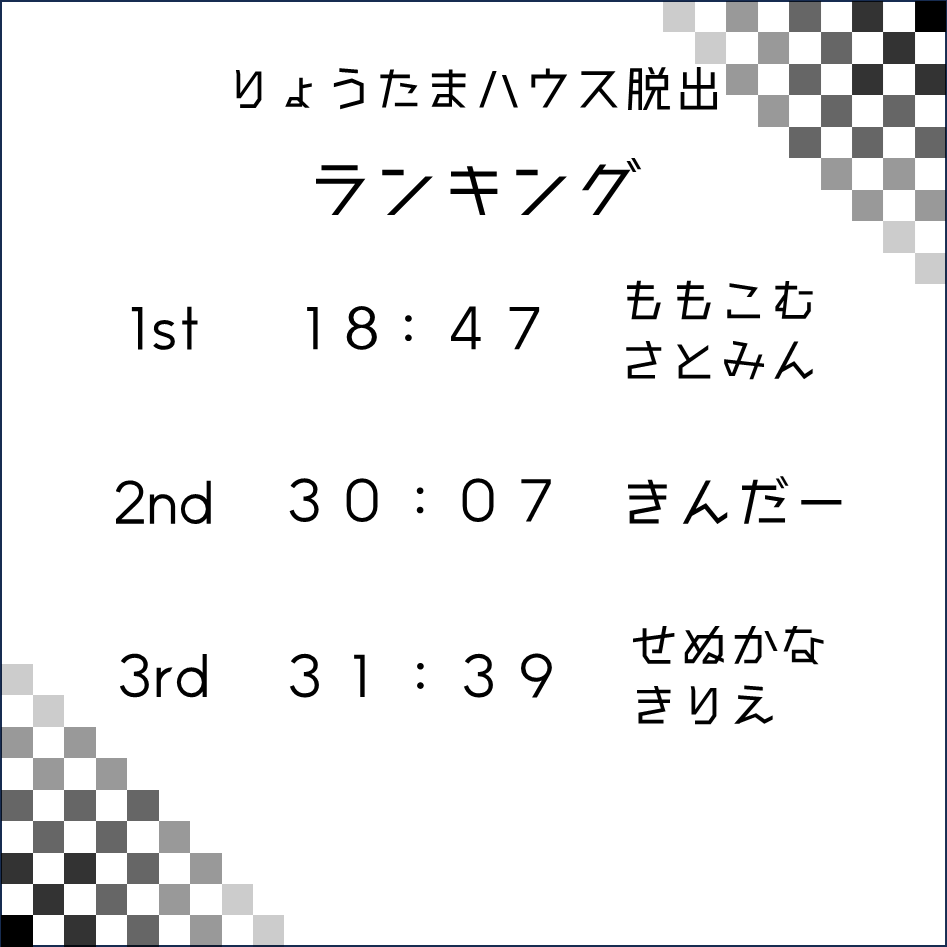 りょうたまハウス脱出
ランキング
1st 18:47 ももこむ
さとみん
2nd 30:07 きんだー
3rd 31:39 せぬかな
きりえ